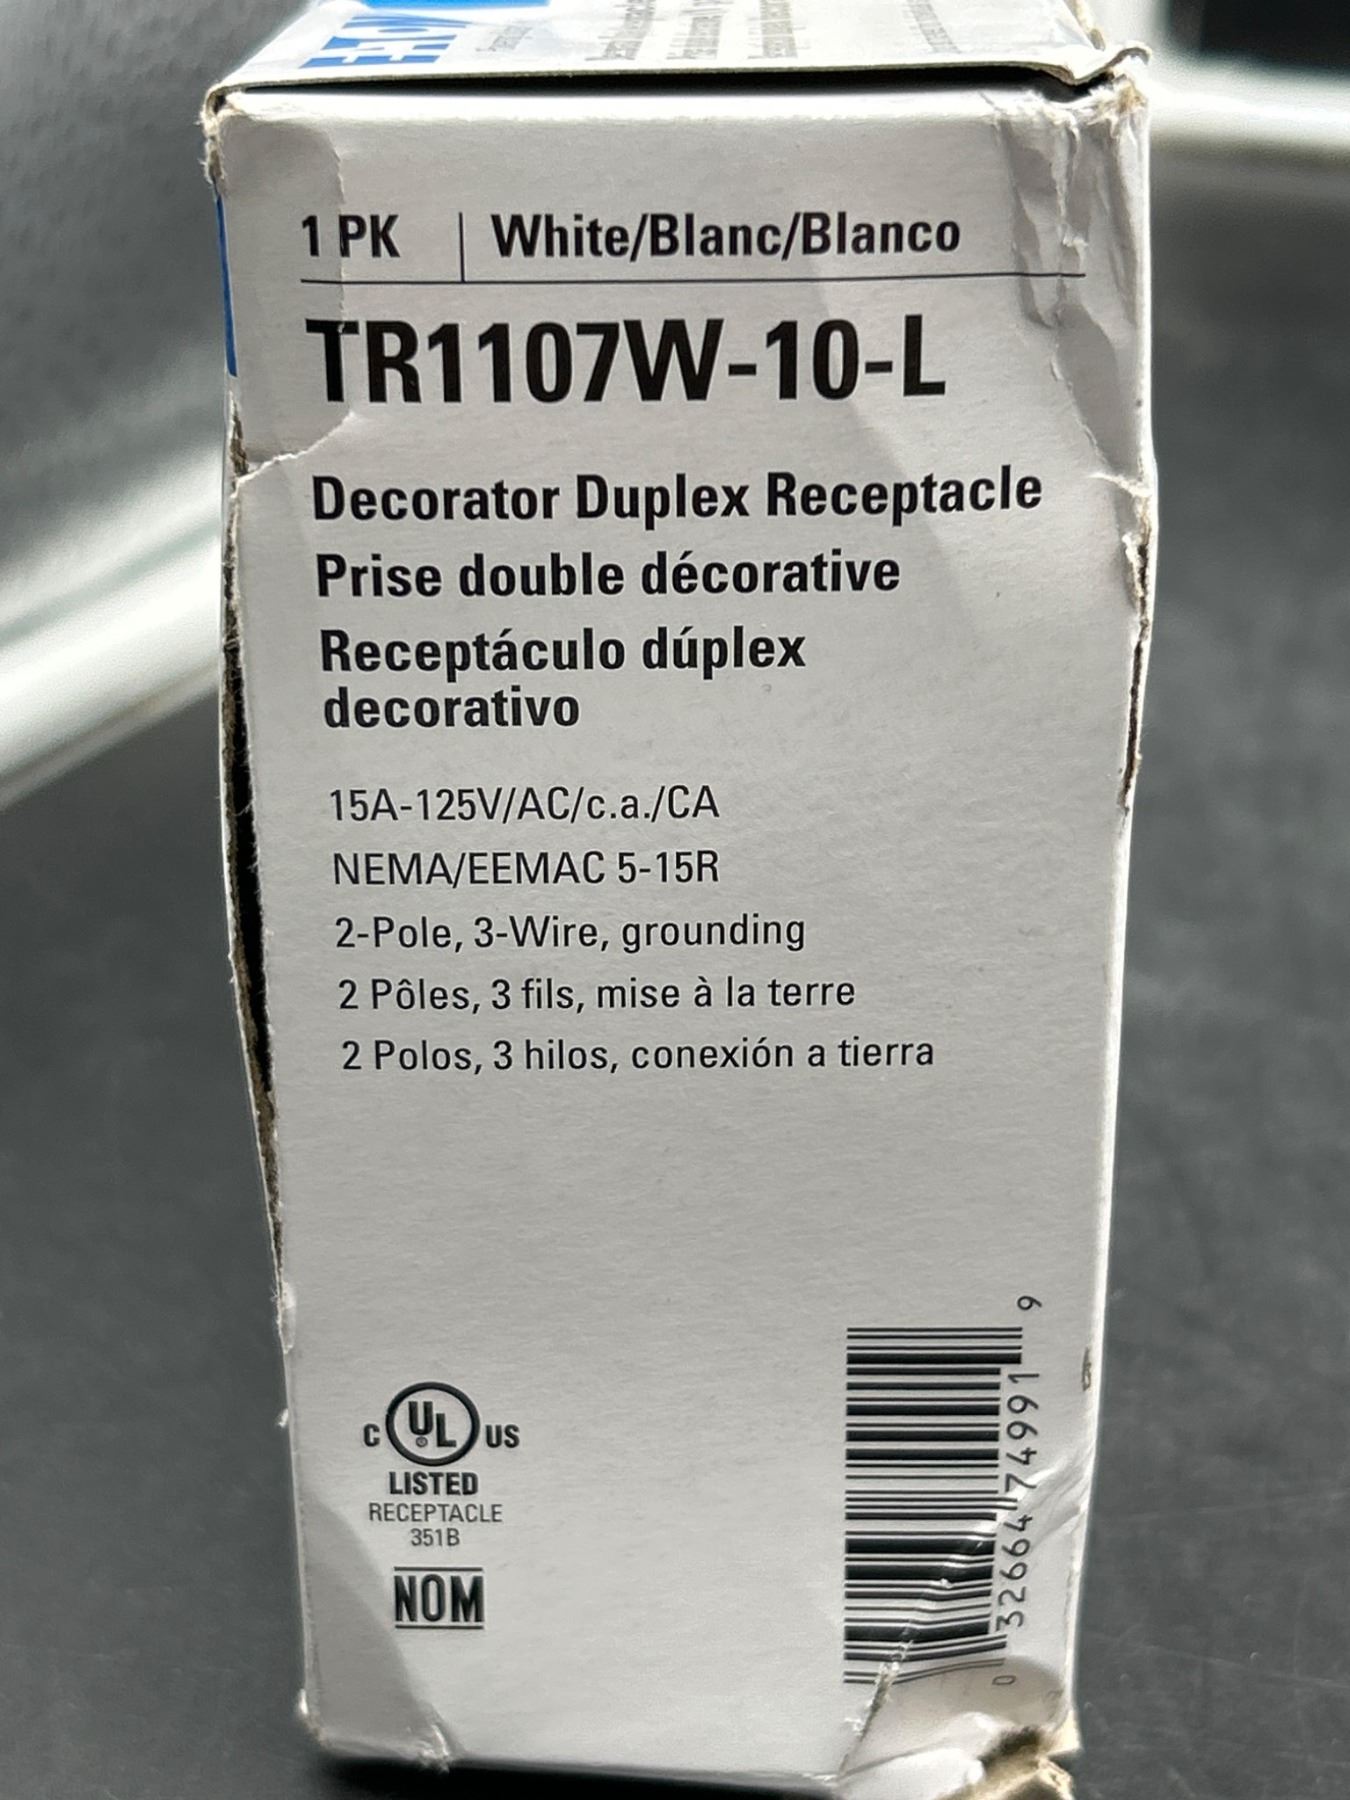 1 PK | White/Blanc/Blanco
TR1107W-10-L
Decorator Duplex Receptacle
Prise double décorative
Receptáculo dúplex
decorativo
15A-125V/AC/c.a./CA
NEMA/EEMAC 5-15R
2-Pole, 3-Wire, grounding
2 Pôles, 3 fils, mise à la terre
2 Polos, 3 hilos, conexión a tierra
C UL® US
LISTED
RECEPTACLE
351B
NOM
0 32664 74991 9